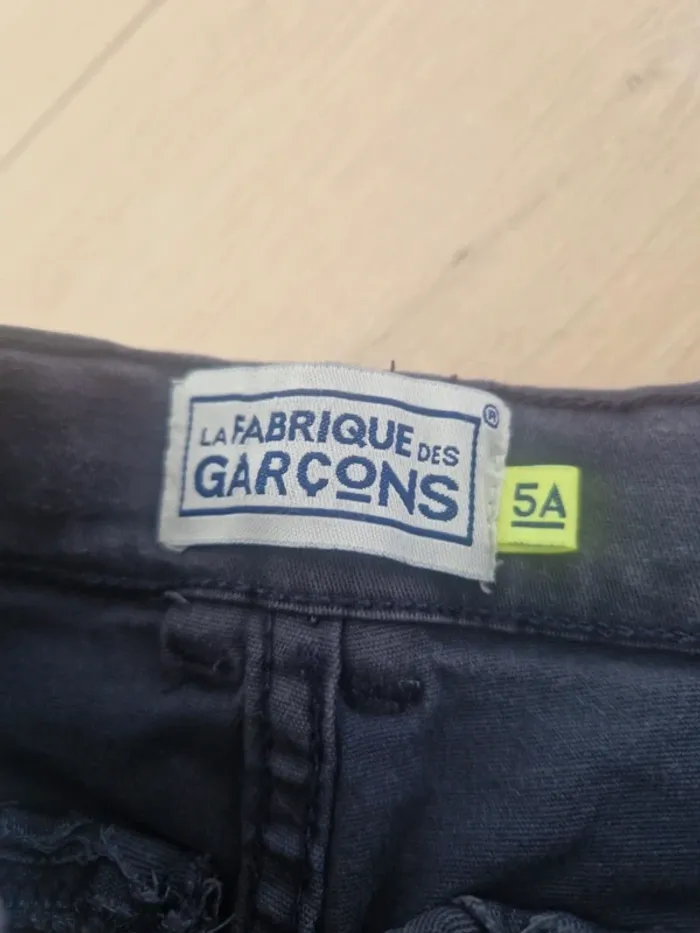 LA FABRIQUE DES
GARÇONS
®
5A